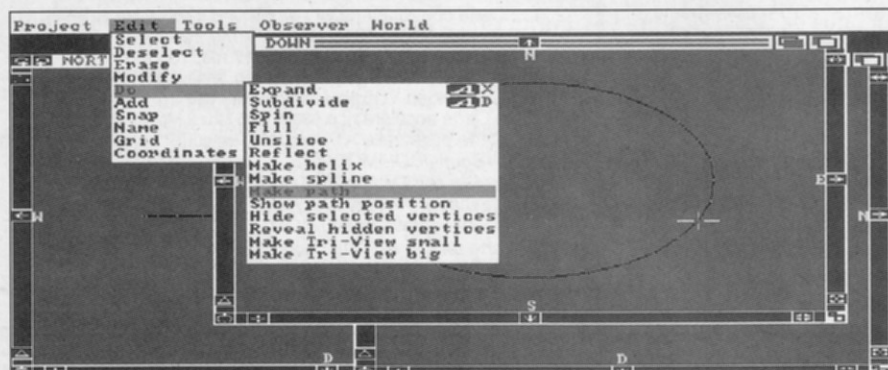 Project Edit Tools Observer World
DOWN
N
NORT
Select
Deselect
Erase
Modify
Do
Add
Snap
Name
Grid
Coordinates
Expand X
Subdivide D
Spin
Fill
Unslice
Reflect
Make helix
Make spline
Make path
Show path position
Hide selected vertices
Reveal hidden vertices
Make Tri-View small
Make Tri-View big
W
E
N
S
D
D